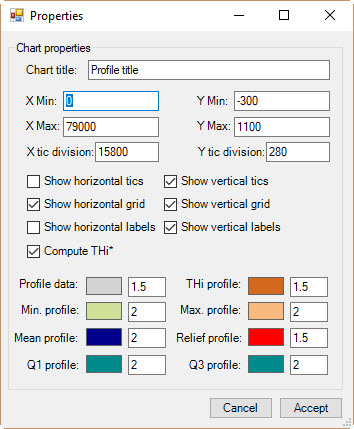 Properties
Chart properties
Chart title: Profile title
X Min: 0 Y Min: -300
X Max: 79000 Y Max: 1100
X tic division: 15800 Y tic division: 280
Show horizontal tics Show vertical tics
Show horizontal grid Show vertical grid
Show horizontal labels Show vertical labels
Compute THi*
Profile data: 1.5 THi profile: 1.5
Min. profile: 2 Max. profile: 2
Mean profile: 2 Relief profile: 1.5
Q1 profile: 2 Q3 profile: 2
Cancel Accept